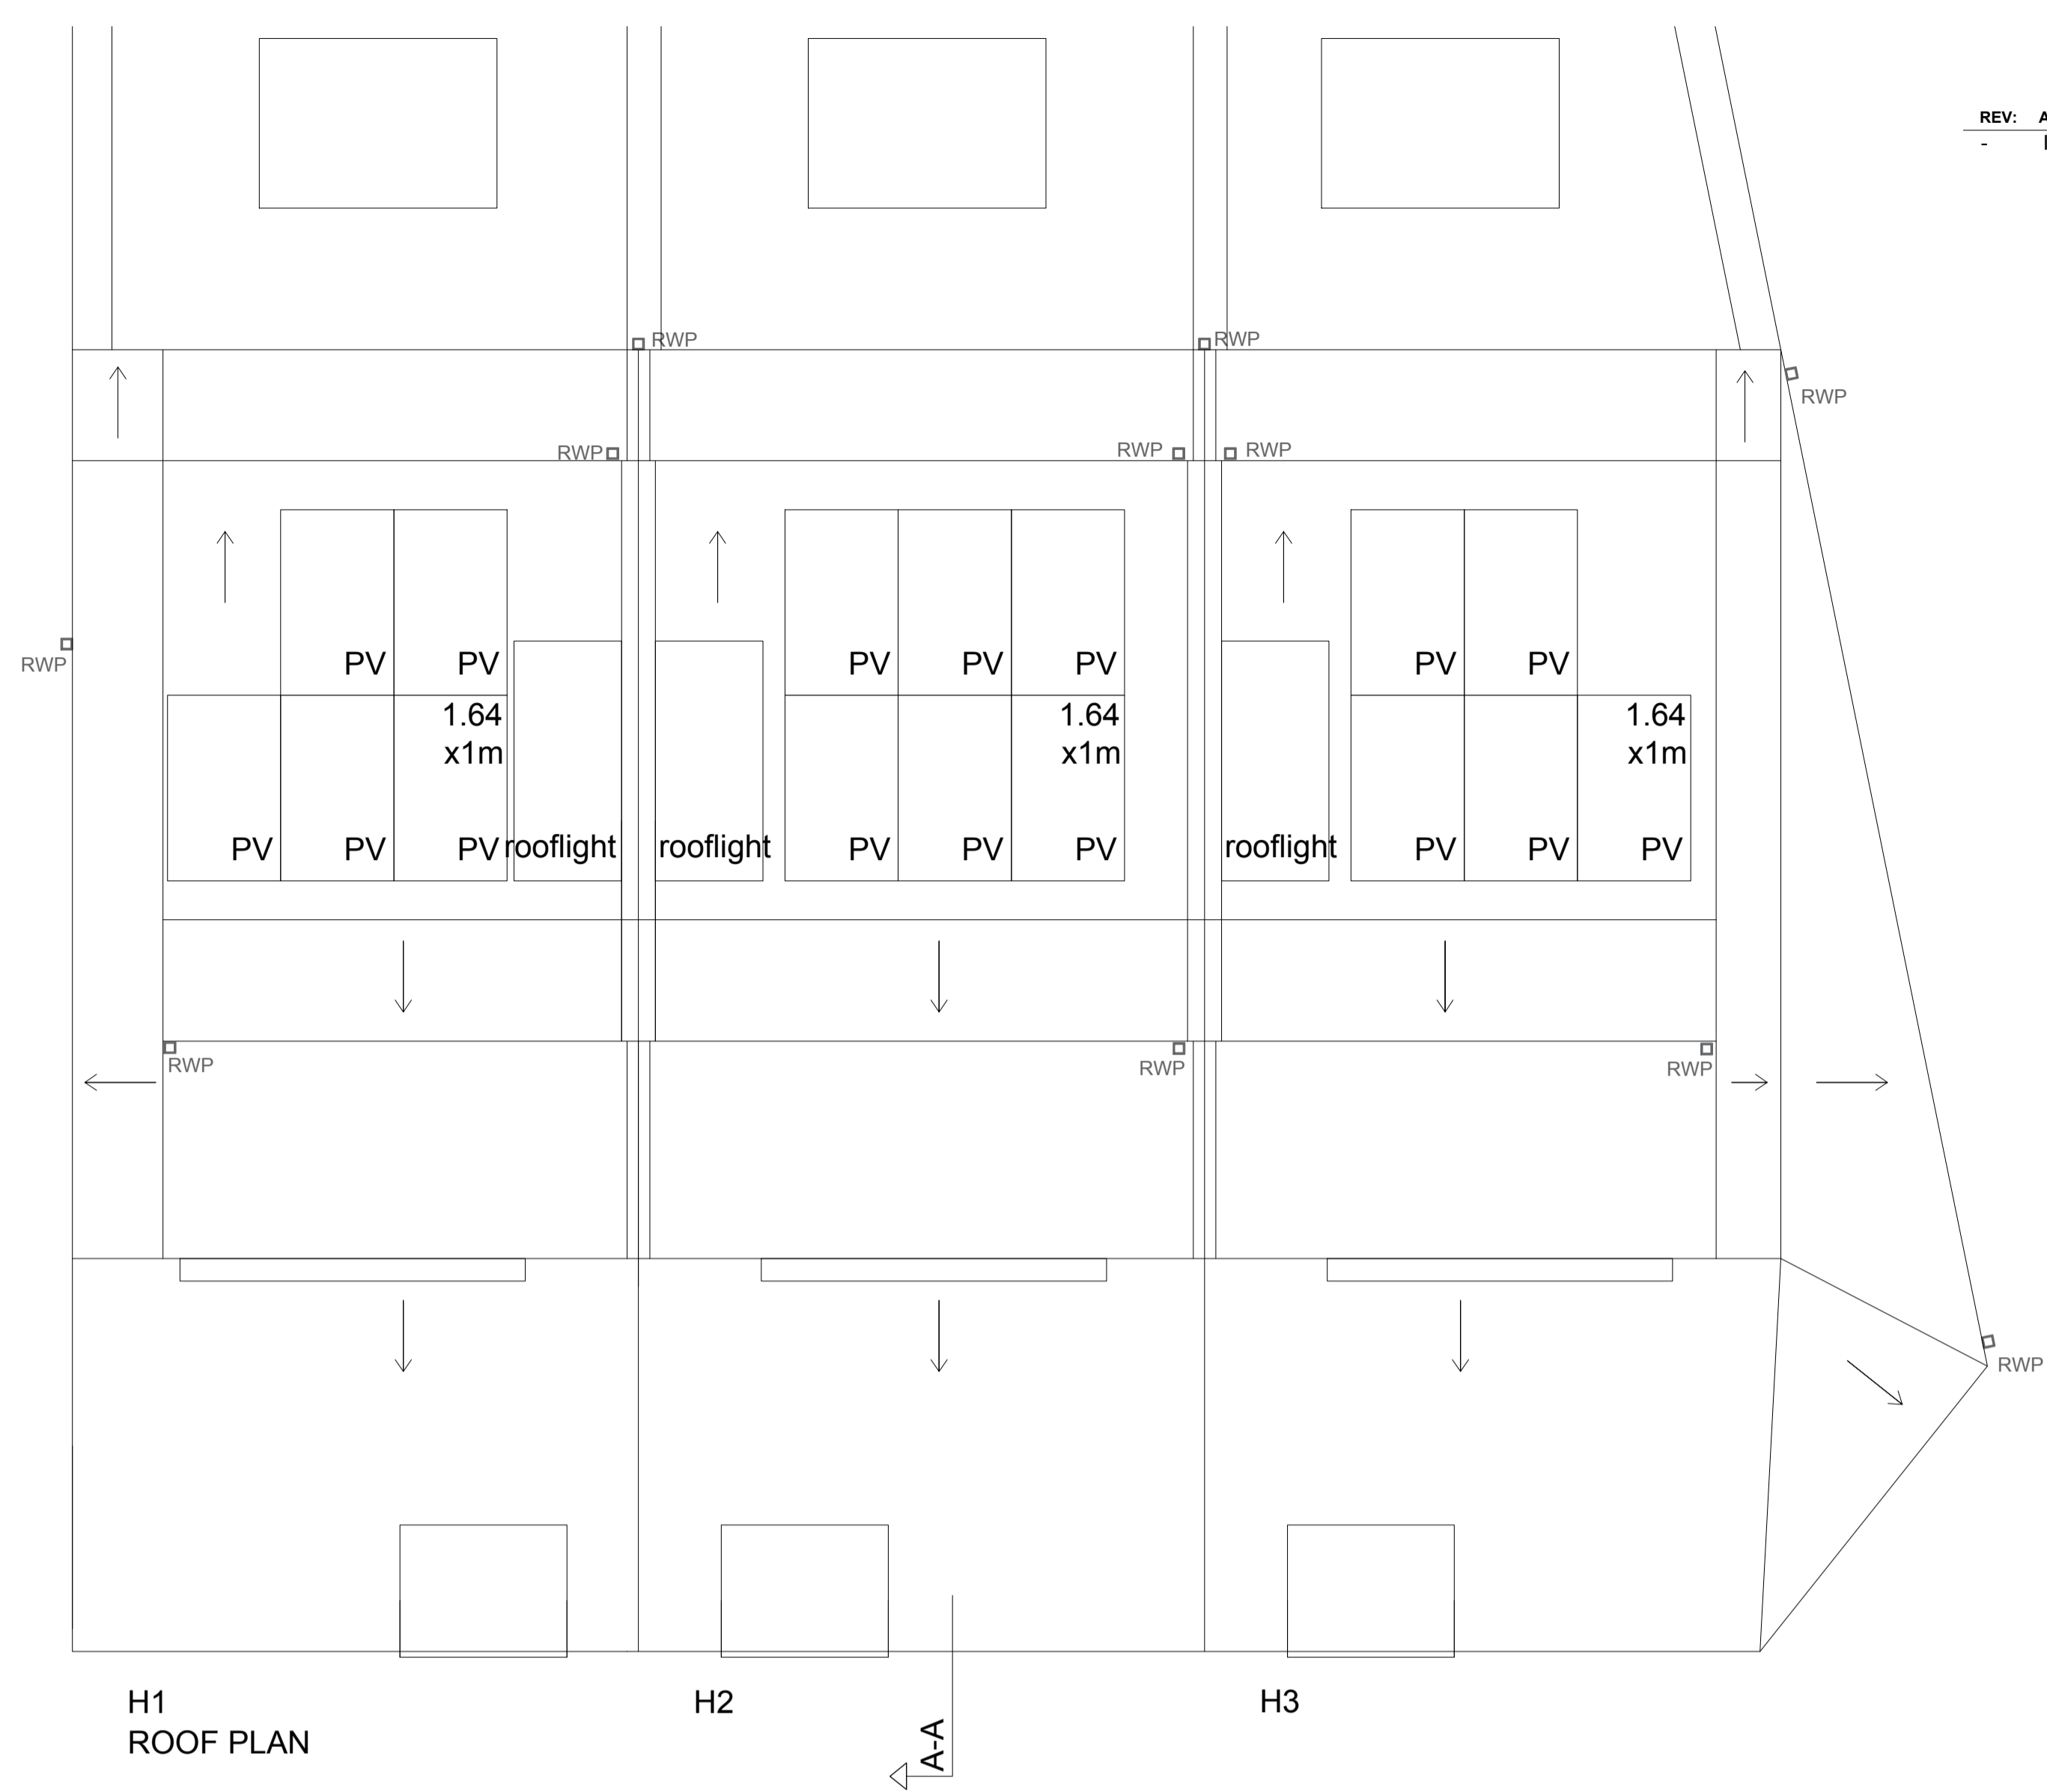 REV:
-
RWP RWP
RWP
RWP RWP RWP
RWP
PV PV PV PV PV PV PV
1.64
x1m
1.64
x1m
1.64
x1m
PV PV PV rooflight rooflight PV PV PV rooflight PV PV PV
RWP RWP RWP
RWP
H1 H2 H3
ROOF PLAN
A-A